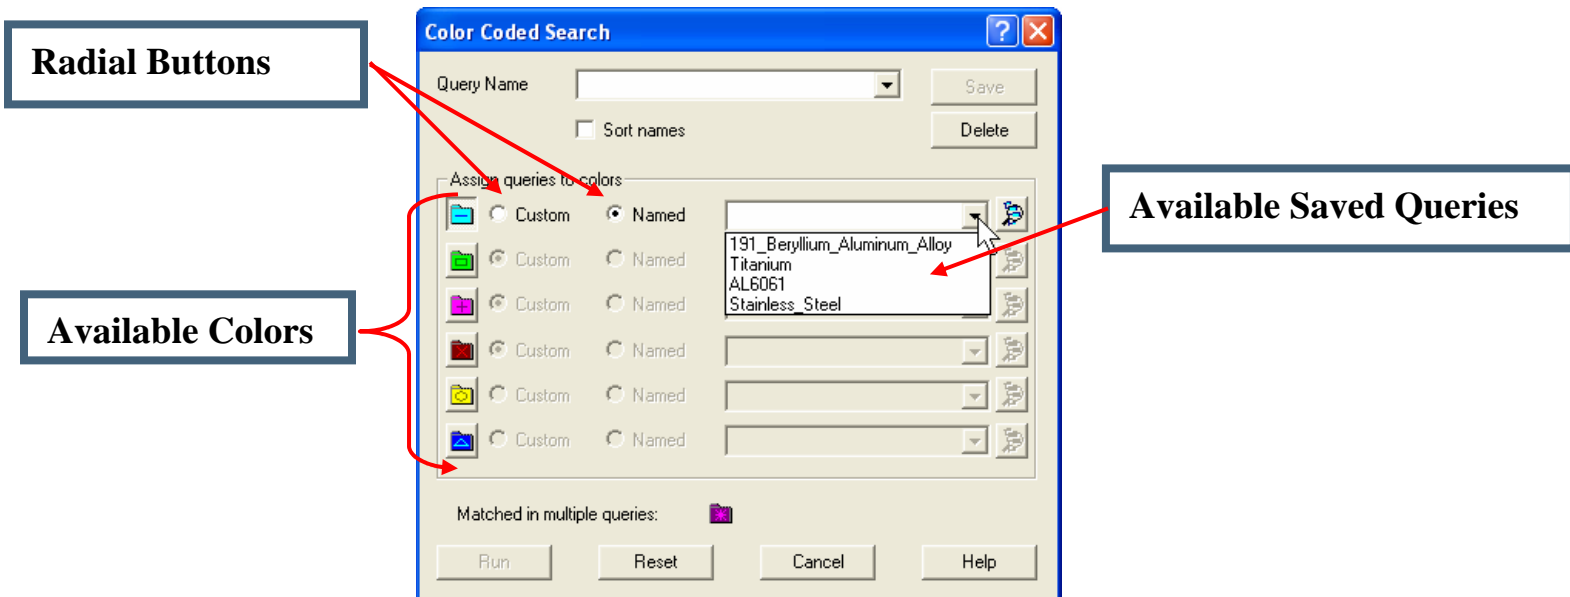 Color Coded Search
Radial Buttons
Query Name
Save
Sort names
Delete
Assign queries to colors
Custom Named
Available Saved Queries
191_Beryllium_Aluminum_Alloy
Titanium
AL6061
Stainless_Steel
Custom Named
Custom Named
Available Colors
Custom Named
Custom Named
Custom Named
Matched in multiple queries:
Run Reset Cancel Help